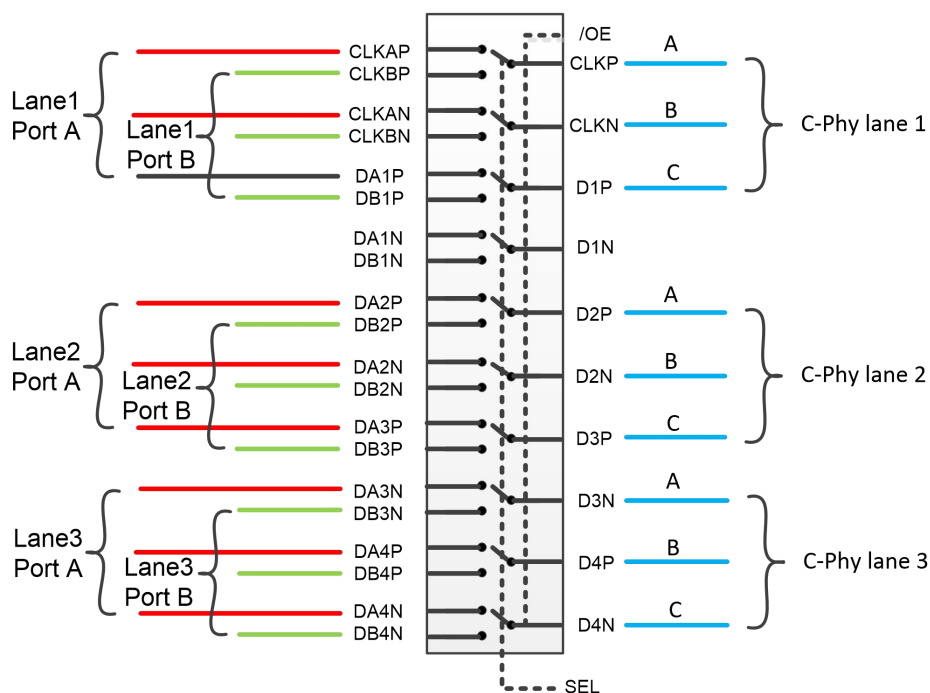 /OE
CLKAP
CLKBP
CLKP
A
Lane1
Port A
Lane1
Port B
CLKAN
CLKBN
CLKN
B
C-Phy lane 1
DA1P
DB1P
D1P
C
DA1N
DB1N
D1N
DA2P
DB2P
D2P
A
Lane2
Port A
Lane2
Port B
DA2N
DB2N
D2N
B
C-Phy lane 2
DA3P
DB3P
D3P
C
DA3N
DB3N
D3N
A
Lane3
Port A
Lane3
Port B
DA4P
DB4P
D4P
B
C-Phy lane 3
DA4N
DB4N
D4N
C
SEL